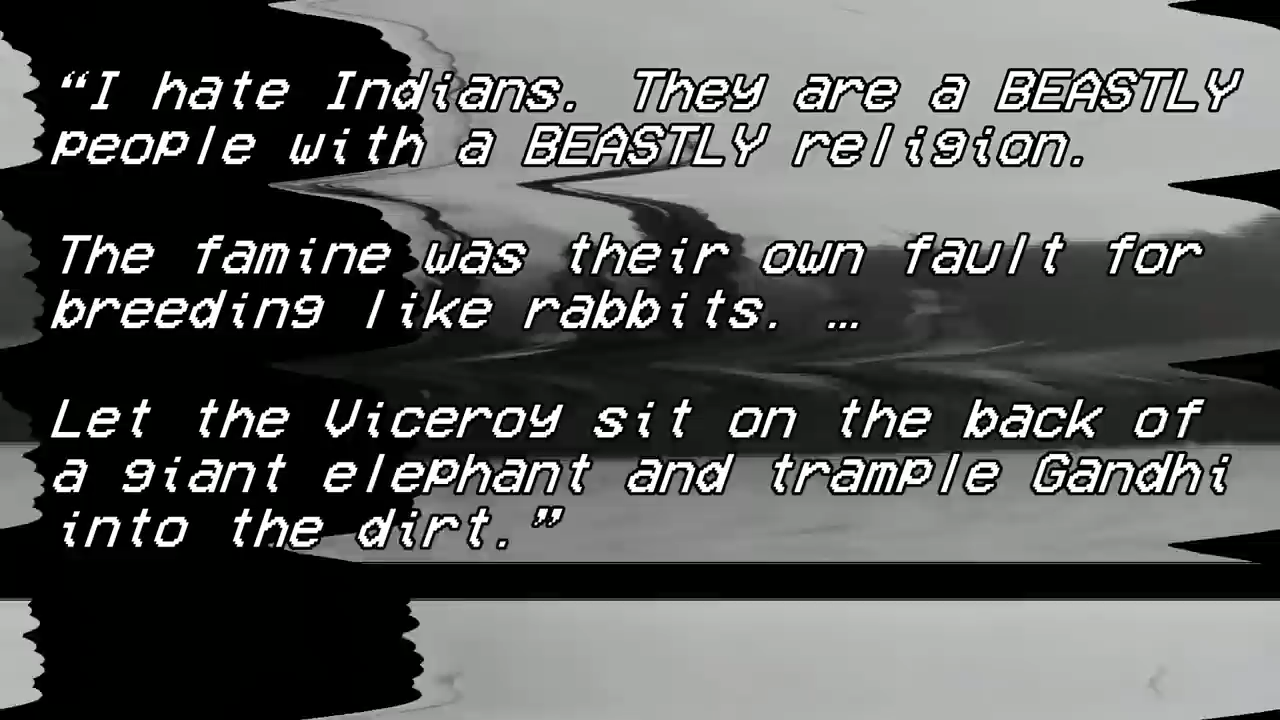 “I hate Indians. They are a BEASTLY
people with a BEASTLY religion.
The famine was their own fault for
breeding like rabbits. …
Let the Viceroy sit on the back of
a giant elephant and trample Gandhi
into the dirt.”